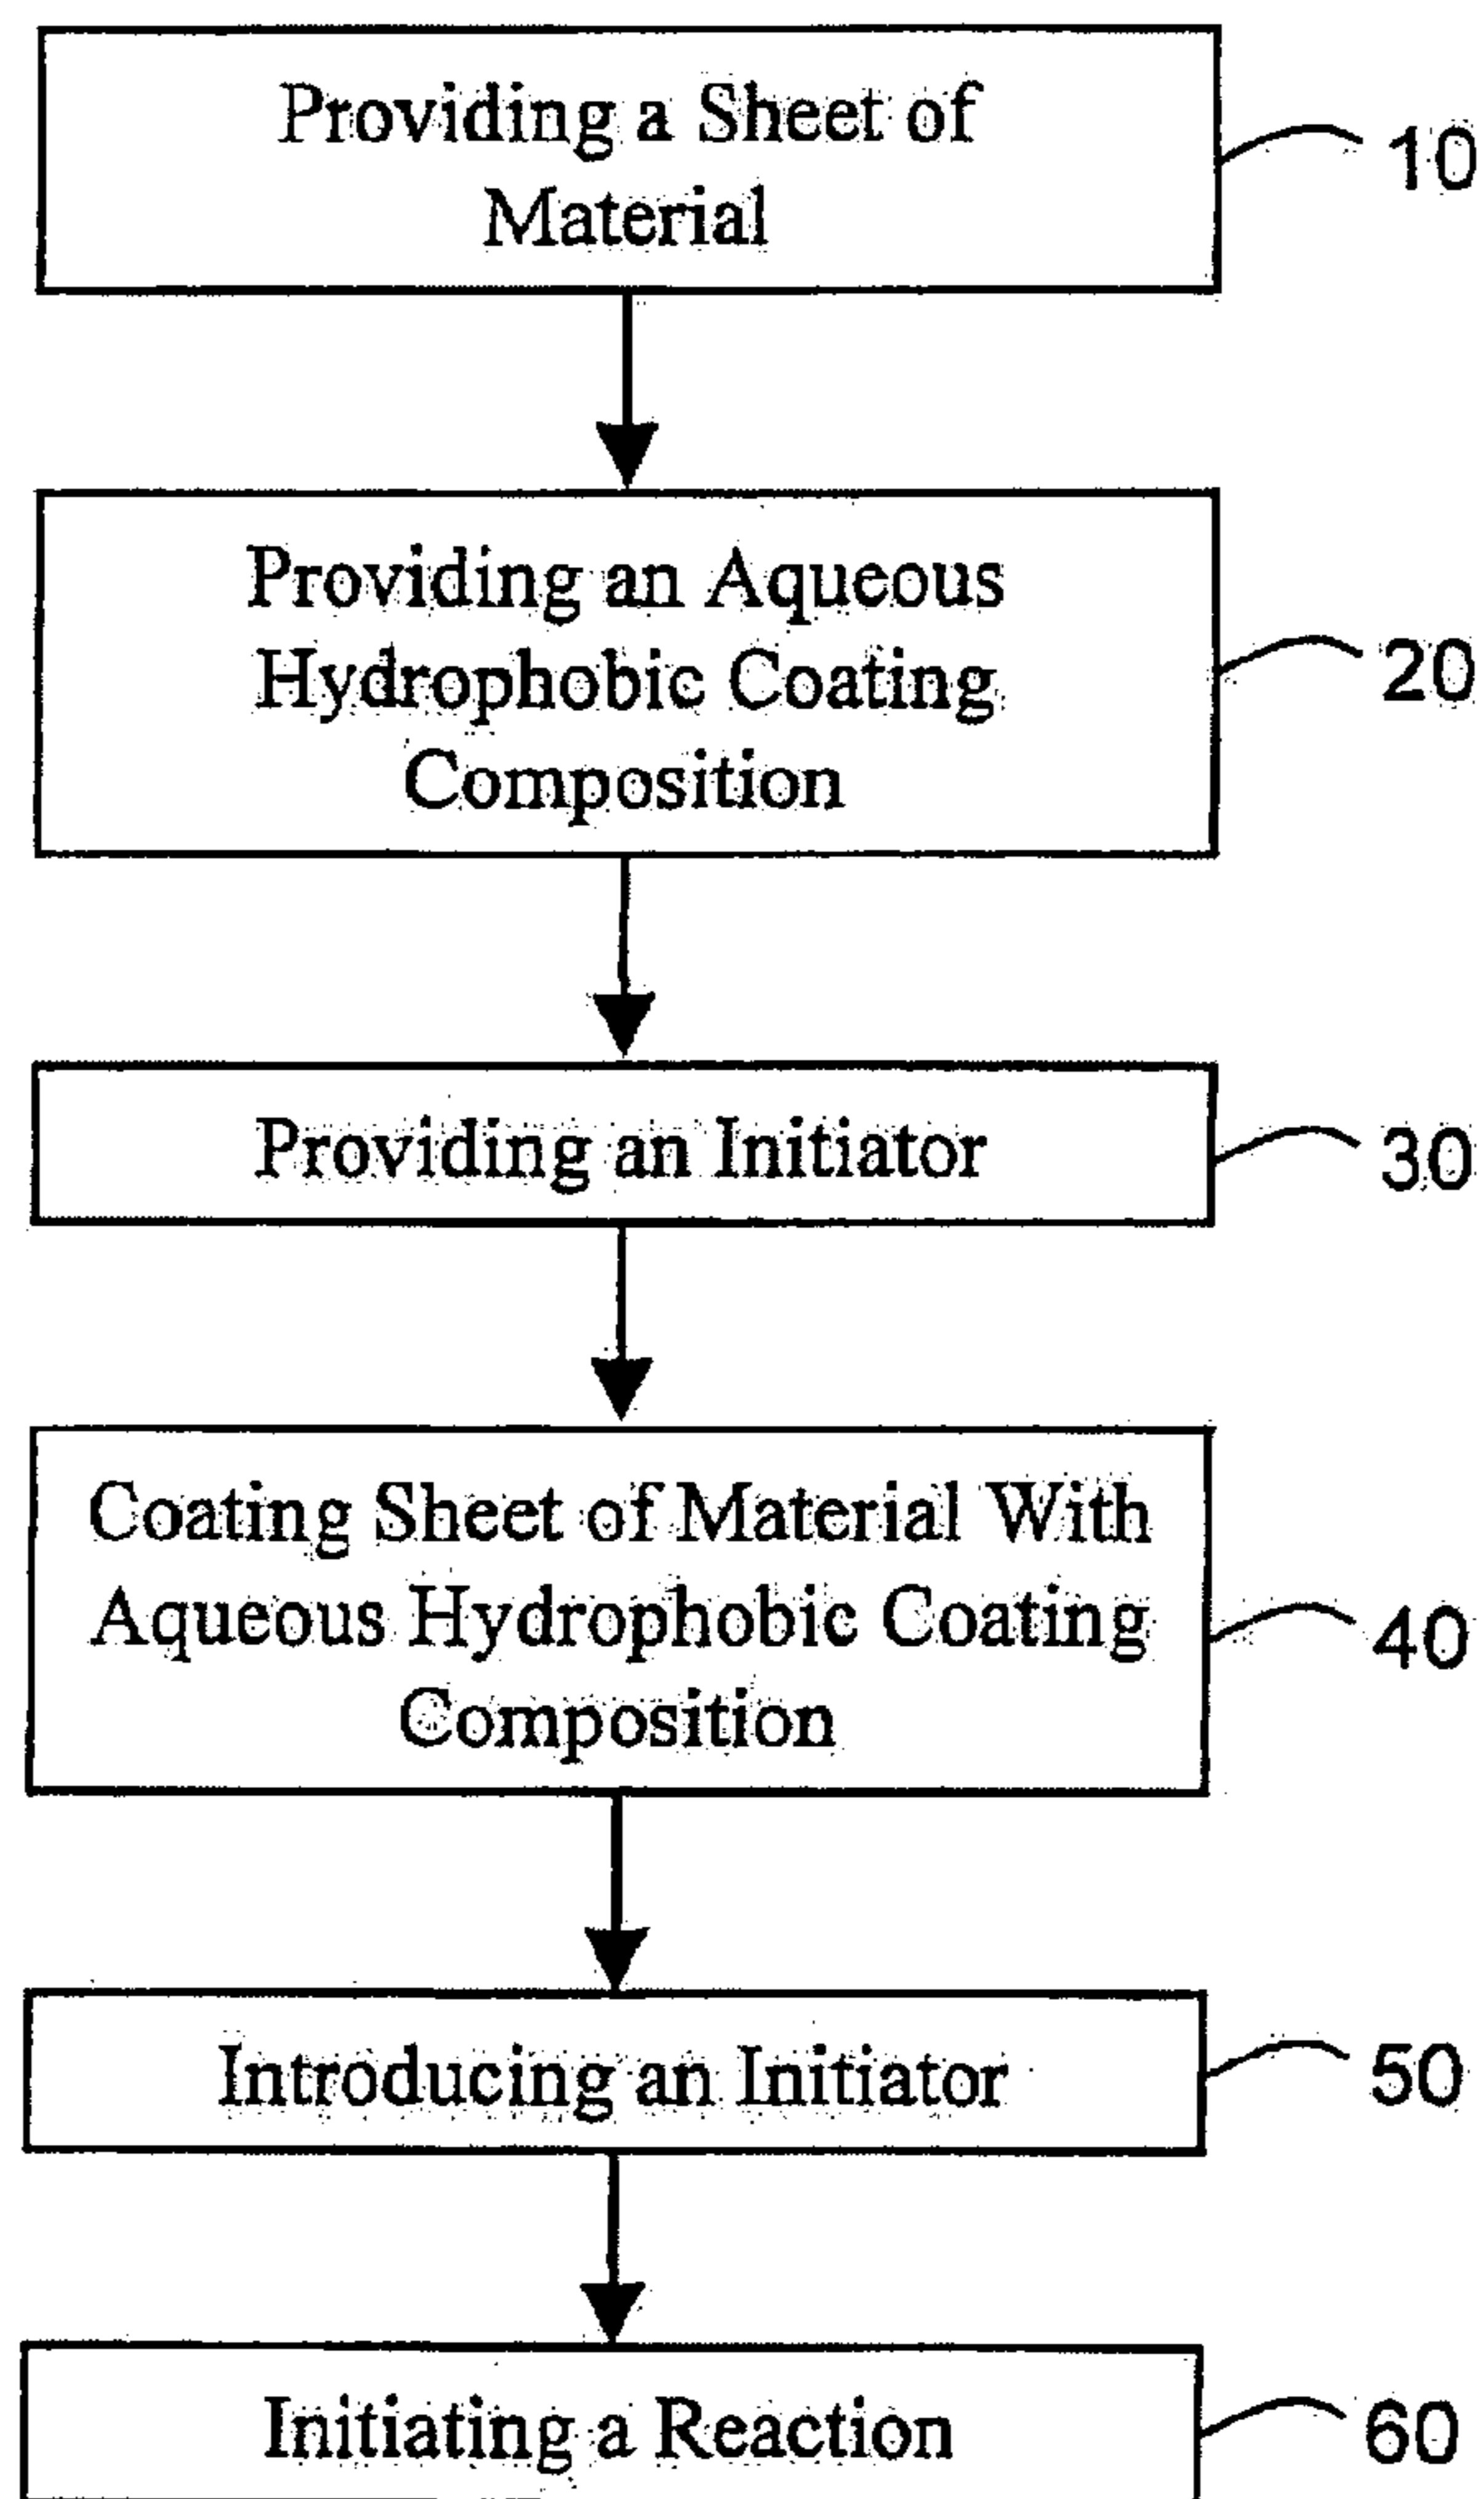 Providing a Sheet of
Material
10
Providing an Aqueous
Hydrophobic Coating
Composition
20
Providing an Initiator
30
Coating Sheet of Material With
Aqueous Hydrophobic Coating
Composition
40
Introducing an Initiator
50
Initiating a Reaction
60